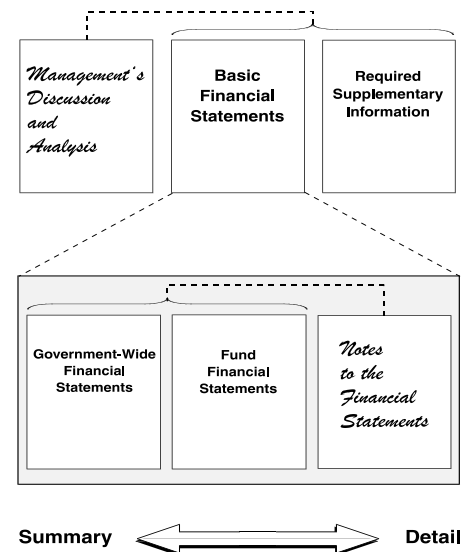 Management's
Discussion
and
Analysis
Basic
Financial
Statements
Required
Supplementary
Information
Government-Wide
Financial
Statements
Fund
Financial
Statements
Notes
to the
Financial
Statements
Summary
Detail